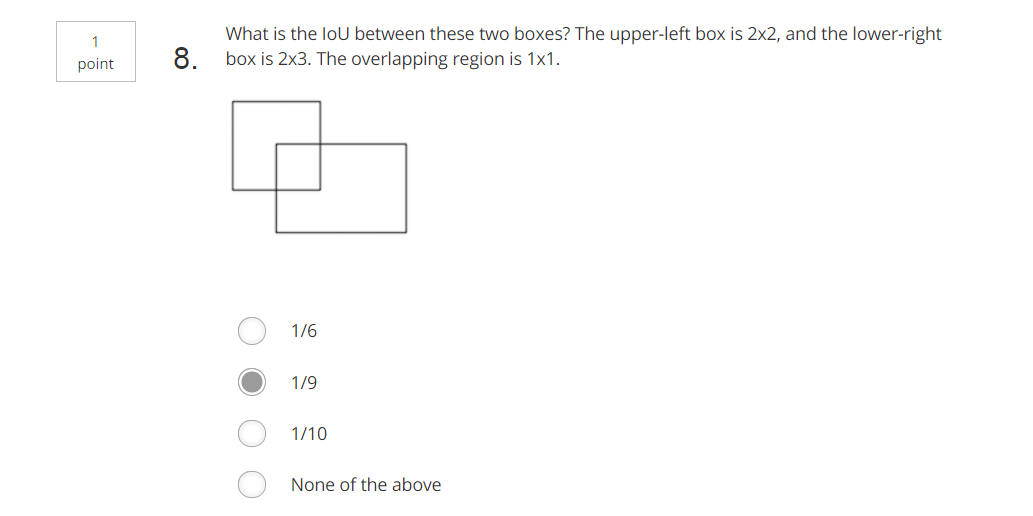 1
point
8.
What is the IoU between these two boxes? The upper-left box is 2x2, and the lower-right
box is 2x3. The overlapping region is 1x1.
1/6
1/9
1/10
None of the above